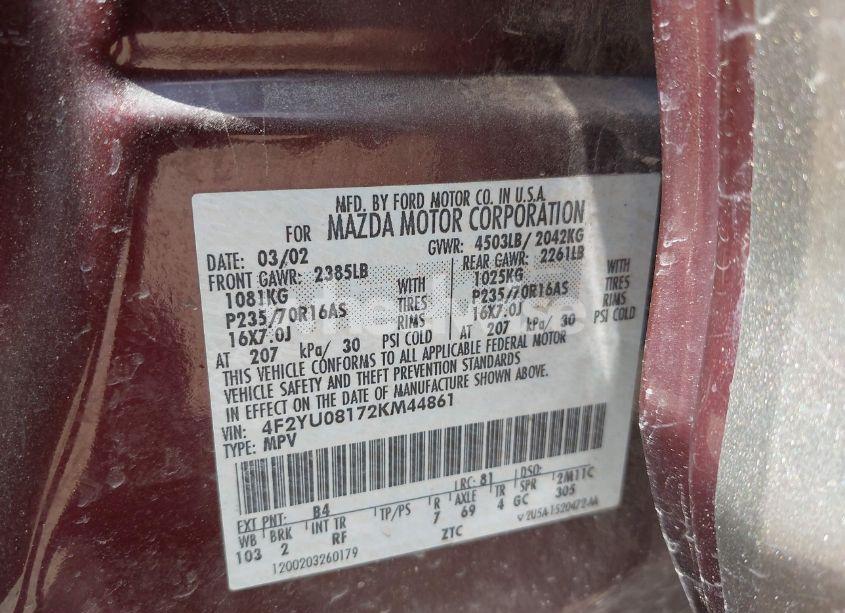 MFD. BY FORD MOTOR CO. IN U.S.A.
FOR MAZDA MOTOR CORPORATION
DATE: 03/02 GVWR: 4503LB/ 2042KG
FRONT GAWR: 2385LB REAR GAWR: 2261LB
1081KG WITH 1025KG WITH
P235/70R16AS TIRES P235/70R16AS TIRES
16X7.0J RIMS 16X7.0J RIMS
AT 207 kPa/ 30 PSI COLD AT 207 kPa/ 30 PSI COLD
THIS VEHICLE CONFORMS TO ALL APPLICABLE FEDERAL MOTOR
VEHICLE SAFETY AND THEFT PREVENTION STANDARDS
IN EFFECT ON THE DATE OF MANUFACTURE SHOWN ABOVE.
VIN: 4F2YU08172KM44861
TYPE: MPV
EXT PNT: B4 LRC: 81 DSO:
WB BRK INT TR TP/PS R AXLE TR SPR 2M11C
103 2 RF 7 69 4 GC 305
1200203260179 ZTC